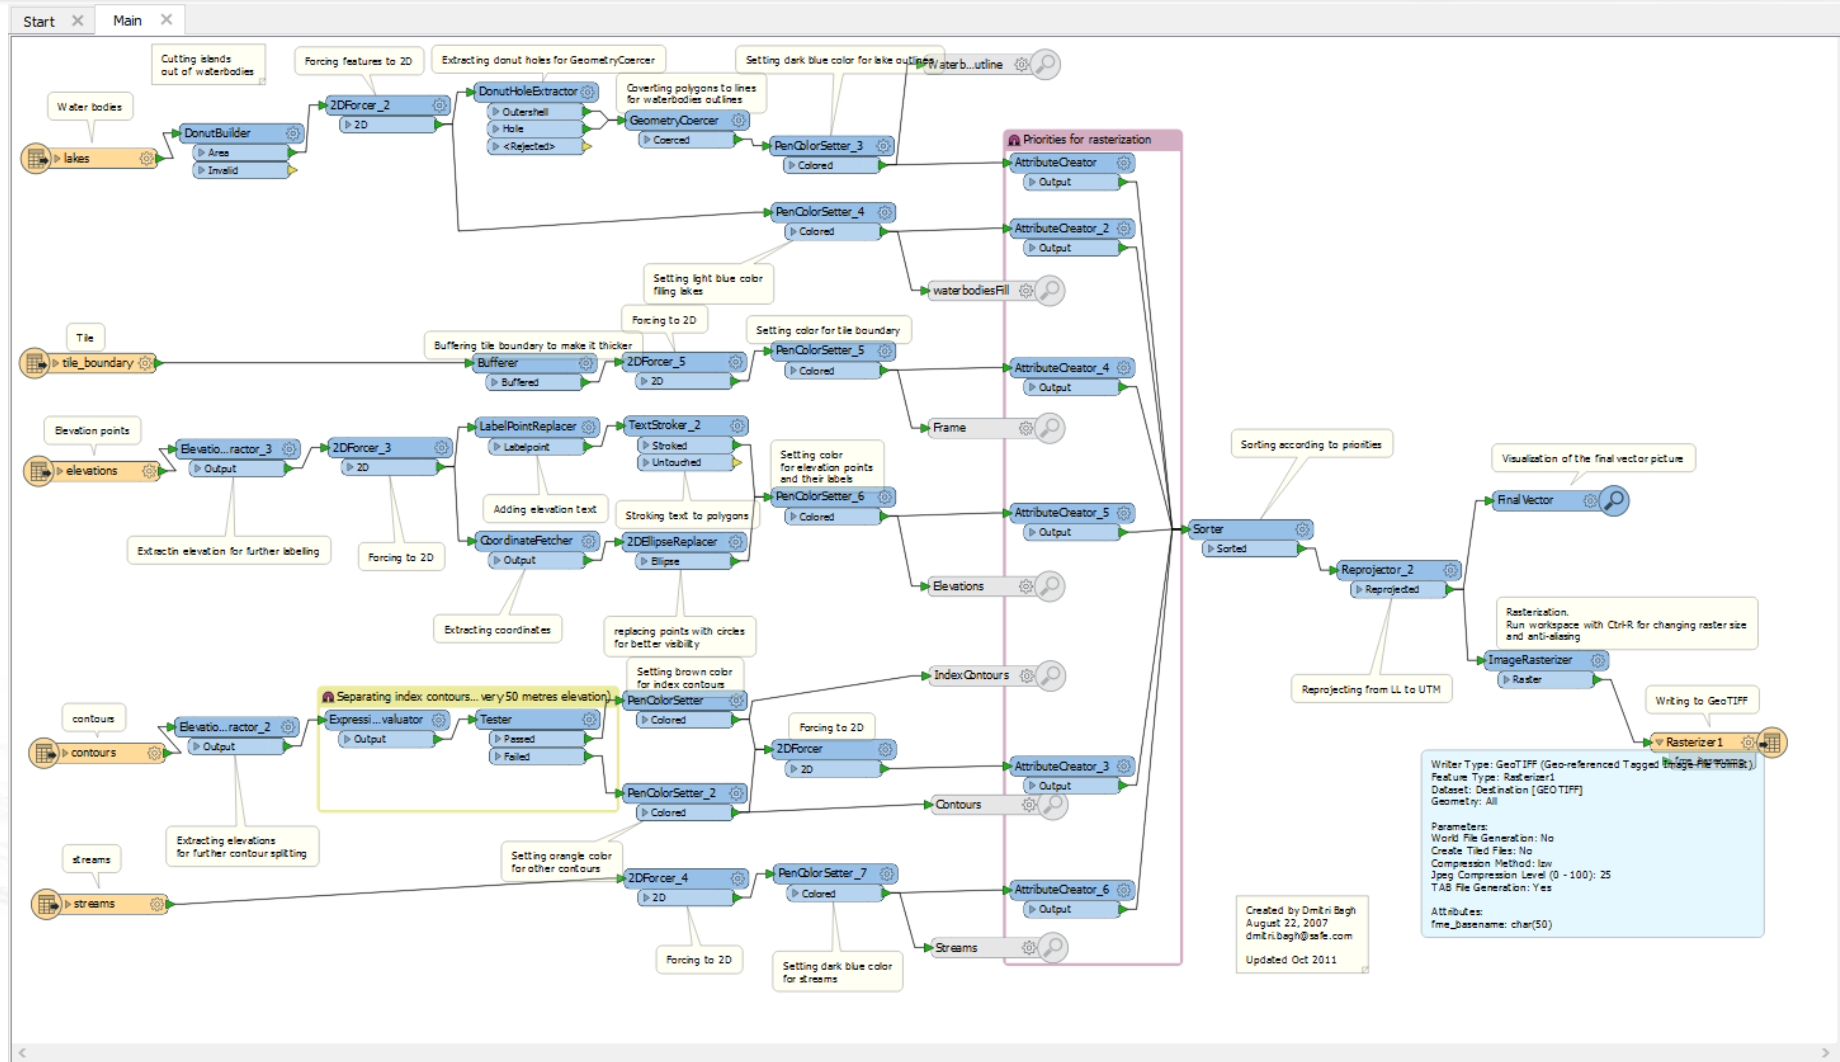 Start
Main
Cutting islands
out of waterbodies
Forcing features to 2D
Extracting donut holes for GeometryCoercer
Setting dark blue color for lake outlines
Waterb...utline
Water bodies
lakes
DonutBuilder
Area
Invalid
2DForcer_2
2D
DonutHoleExtractor
Outershell
Hole
<Rejected>
Coverting polygons to lines
for waterbodies outlines
GeometryCoercer
Coerced
PenColorSetter_3
Colored
Priorities for rasterization
AttributeCreator
Output
PenColorSetter_4
Colored
AttributeCreator_2
Output
Setting light blue color
filling lakes
waterbodiesFill
Tile
tile_boundary
Buffering tile boundary to make it thicker
Bufferer
Buffered
Forcing to 2D
2DForcer_5
2D
Setting color for tile boundary
PenColorSetter_5
Colored
AttributeCreator_4
Output
Frame
Elevation points
elevations
Elevatio...ractor_3
Output
Extractin elevation for further labelling
2DForcer_3
2D
Forcing to 2D
LabelPointReplacer
Labelpoint
Adding elevation text
TextStroker_2
Stroked
Untouched
Stroking text to polygons
CoordinateFetcher
Output
Extracting coordinates
2DEllipseReplacer
Ellipse
replacing points with circles
for better visibility
Setting color
for elevation points
and their labels
PenColorSetter_6
Colored
AttributeCreator_5
Output
Elevations
Sorting according to priorities
Sorter
Sorted
Reprojector_2
Reprojected
Reprojecting from LL to UTM
Visualization of the final vector picture
Final Vector
Rasterization.
Run workspace with Ctrl-R for changing raster size
and anti-aliasing
ImageRasterizer
Raster
Writing to GeoTIFF
Rasterizer1
fme_basename
Writer Type: GeoTIFF (Geo-referenced Tagged Image File Format)
Feature Type: Rasterizer1
Dataset: Destination [GEOTIFF]
Geometry: All
Parameters:
World File Generation: No
Create Tiled Files: No
Compression Method: lzw
Jpeg Compression Level (0 - 100): 25
TAB File Generation: Yes
Attributes:
fme_basename: char(50)
contours
contours
Elevatio...ractor_2
Output
Extracting elevations
for further contour splitting
Separating index contours... very 50 metres elevation)
Expressi...valuator
Output
Tester
Passed
Failed
Setting brown color
for index contours
PenColorSetter
Colored
IndexContours
Forcing to 2D
2DForcer
2D
AttributeCreator_3
Output
PenColorSetter_2
Colored
Contours
Setting orange color
for other contours
streams
streams
2DForcer_4
2D
Forcing to 2D
PenColorSetter_7
Colored
Setting dark blue color
for streams
AttributeCreator_6
Output
Streams
Created by Dmitri Bagh
August 22, 2007
dmitri.bagh@safe.com
Updated Oct 2011